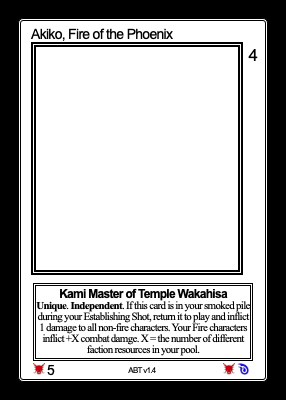 Akiko, Fire of the Phoenix
4
Kami Master of Temple Wakahisa
Unique. Independent. If this card is in your smoked pile
during your Establishing Shot, return it to play and inflict
1 damage to all non-fire characters. Your Fire characters
inflict +X combat damge. X = the number of different
faction resources in your pool.
5
ABT v1.4